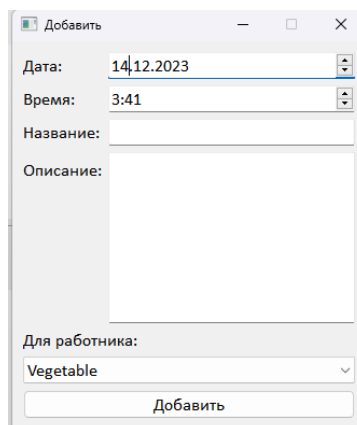 Добавить
Дата: 14.12.2023
Время: 3:41
Название:
Описание:
Для работника:
Vegetable
Добавить